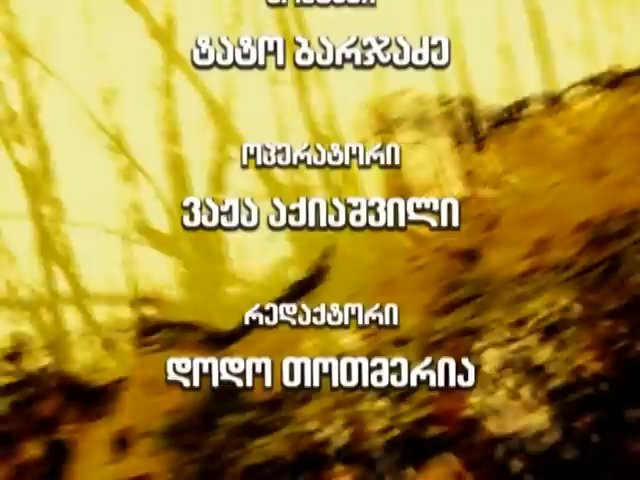 ტატო ბარჯაძე
ოპერატორი
ვაჟა აქიაშვილი
რედაქტორი
დოდო თოთმერია